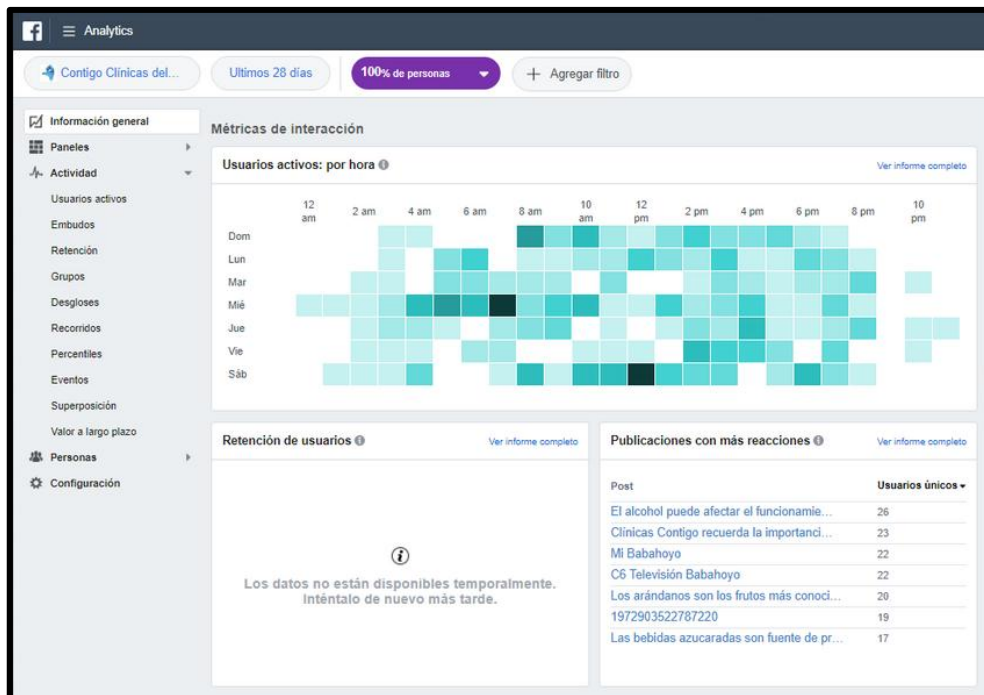 Analytics
Contigo Clínicas del...
Ultimos 28 días
100% de personas
Agregar filtro
Información general
Paneles
Actividad
Usuarios activos
Embudos
Retención
Grupos
Desgloses
Recorridos
Percentiles
Eventos
Superposición
Valor a largo plazo
Personas
Configuración
Métricas de interacción
Usuarios activos: por hora
Ver informe completo
12 am 2 am 4 am 6 am 8 am 10 am 12 pm 2 pm 4 pm 6 pm 8 pm 10 pm
Dom
Lun
Mar
Mié
Jue
Vie
Sáb
Retención de usuarios
Ver informe completo
Los datos no están disponibles temporalmente.
Inténtalo de nuevo más tarde.
Publicaciones con más reacciones
Ver informe completo
Post Usuarios únicos
El alcohol puede afectar el funcionamie... 26
Clínicas Contigo recuerda la importanci... 23
Mi Babahoyo 22
C6 Televisión Babahoyo 22
Los arándanos son los frutos más conoci... 20
1972903522787220 19
Las bebidas azucaradas son fuente de pr... 17